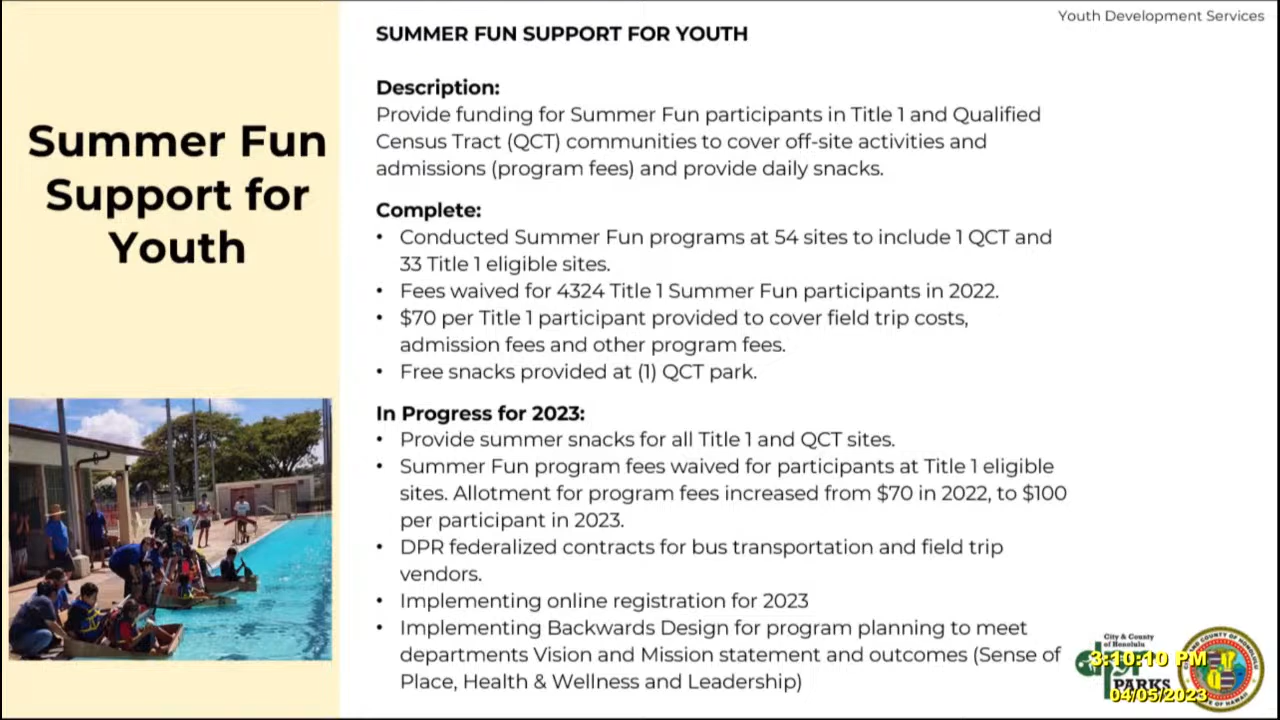 Youth Development Services
Summer Fun
Support for
Youth
SUMMER FUN SUPPORT FOR YOUTH
Description:
Provide funding for Summer Fun participants in Title 1 and Qualified
Census Tract (QCT) communities to cover off-site activities and
admissions (program fees) and provide daily snacks.
Complete:
• Conducted Summer Fun programs at 54 sites to include 1 QCT and
33 Title 1 eligible sites.
• Fees waived for 4324 Title 1 Summer Fun participants in 2022.
• $70 per Title 1 participant provided to cover field trip costs,
admission fees and other program fees.
• Free snacks provided at (1) QCT park.
In Progress for 2023:
• Provide summer snacks for all Title 1 and QCT sites.
• Summer Fun program fees waived for participants at Title 1 eligible
sites. Allotment for program fees increased from $70 in 2022, to $100
per participant in 2023.
• DPR federalized contracts for bus transportation and field trip
vendors.
• Implementing online registration for 2023
• Implementing Backwards Design for program planning to meet
departments Vision and Mission statement and outcomes (Sense of
Place, Health & Wellness and Leadership)
City & County
of Honolulu
PARKS
3:10:10 PM
04/05/2023